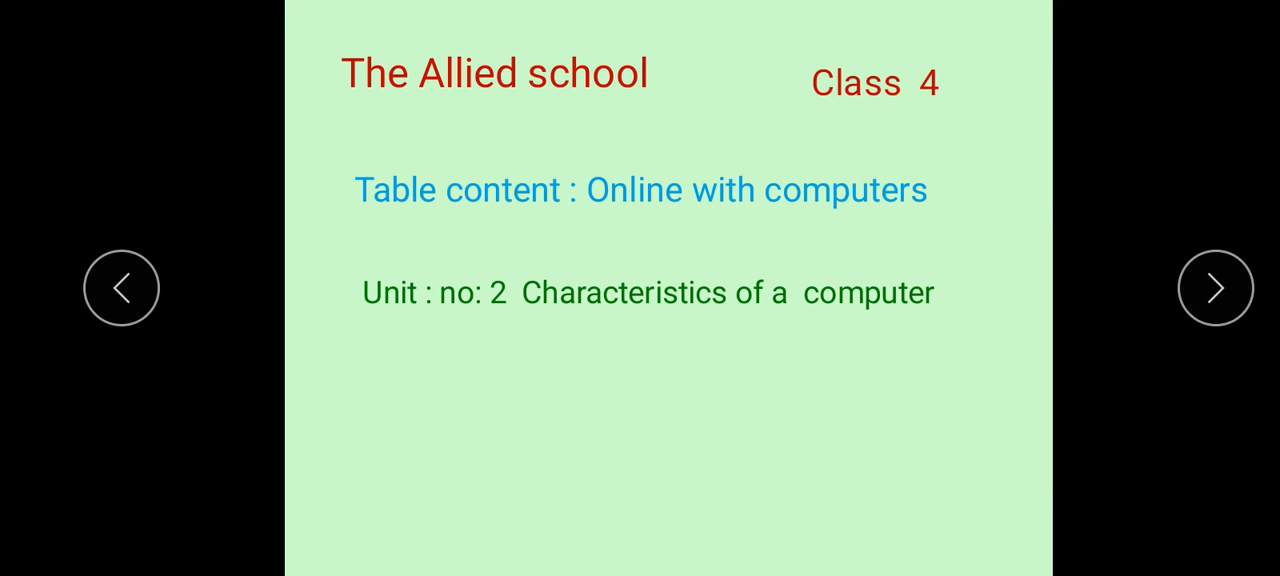 The Allied school
Class 4
Table content : Online with computers
Unit : no: 2 Characteristics of a computer